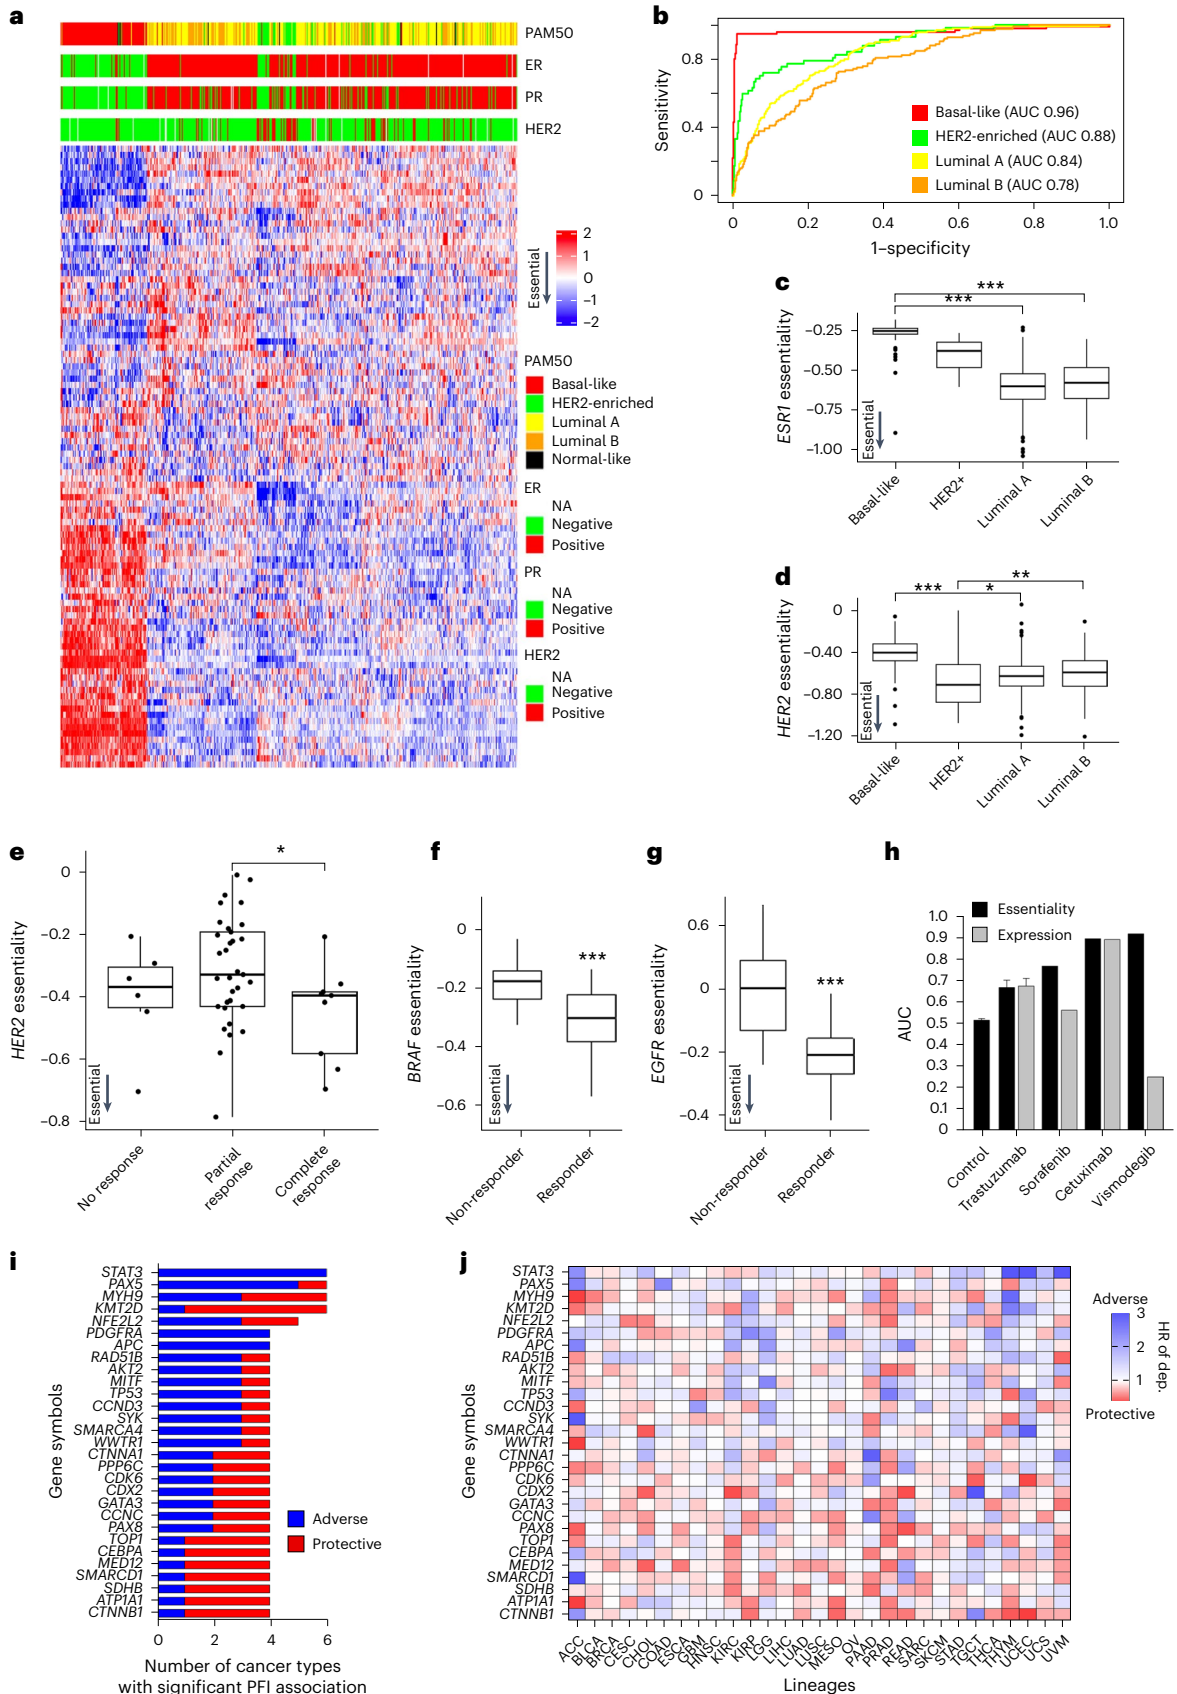 a
PAM50
ER
PR
HER2
Essential
2
1
0
−1
−2
PAM50
Basal-like
HER2-enriched
Luminal A
Luminal B
Normal-like
ER
NA
Negative
Positive
PR
NA
Negative
Positive
HER2
NA
Negative
Positive
b
Sensitivity
0.8
0.4
0
Basal-like (AUC 0.96)
HER2-enriched (AUC 0.88)
Luminal A (AUC 0.84)
Luminal B (AUC 0.78)
0 0.2 0.4 0.6 0.8 1.0
1–specificity
c
ESR1 essentiality
−0.25
−0.50
−0.75
−1.00
Essential
***
***
Basal-like
HER2+
Luminal A
Luminal B
d
HER2 essentiality
0
−0.40
−0.80
−1.20
Essential
***
*
**
Basal-like
HER2+
Luminal A
Luminal B
e
HER2 essentiality
0
−0.2
−0.4
−0.6
−0.8
Essential
*
No response
Partial
response
Complete
response
f
BRAF essentiality
0
−0.2
−0.4
−0.6
Essential
***
Non-responder
Responder
g
EGFR essentiality
0.6
0
−0.2
−0.4
Essential
***
Non-responder
Responder
h
AUC
1.0
0.9
0.8
0.7
0.6
0.5
0.4
0.3
0.2
0.1
0
Essentiality
Expression
Control
Trastuzumab
Sorafenib
Cetuximab
Vismodegib
i
Gene symbols
STAT3
PAX5
MYH9
KMT2D
NFE2L2
PDGFRA
APC
RAD51B
AKT2
MITF
TP53
CCND3
SYK
SMARCA4
WWTR1
CTNNA1
PPP6C
CDK6
CDX2
GATA3
CCNC
PAX8
TOP1
CEBPA
MED12
SMARCD1
SDHB
ATP1A1
CTNNB1
Adverse
Protective
0 2 4 6
Number of cancer types
with significant PFI association
j
Gene symbols
STAT3
PAX5
MYH9
KMT2D
NFE2L2
PDGFRA
APC
RAD51B
AKT2
MITF
TP53
CCND3
SYK
SMARCA4
WWTR1
CTNNA1
PPP6C
CDK6
CDX2
GATA3
CCNC
PAX8
TOP1
CEBPA
MED12
SMARCD1
SDHB
ATP1A1
CTNNB1
ACC
BLCA
BRCA
CESC
CHOL
COAD
ESCA
GBM
HNSC
KIRC
KIRP
LGG
LIHC
LUAD
LUSC
MESO
OV
PAAD
PRAD
READ
SARC
SKCM
STAD
TGCT
THCA
THYM
UCEC
UCS
UVM
Lineages
Adverse
3
2
1
HR of dep.
Protective